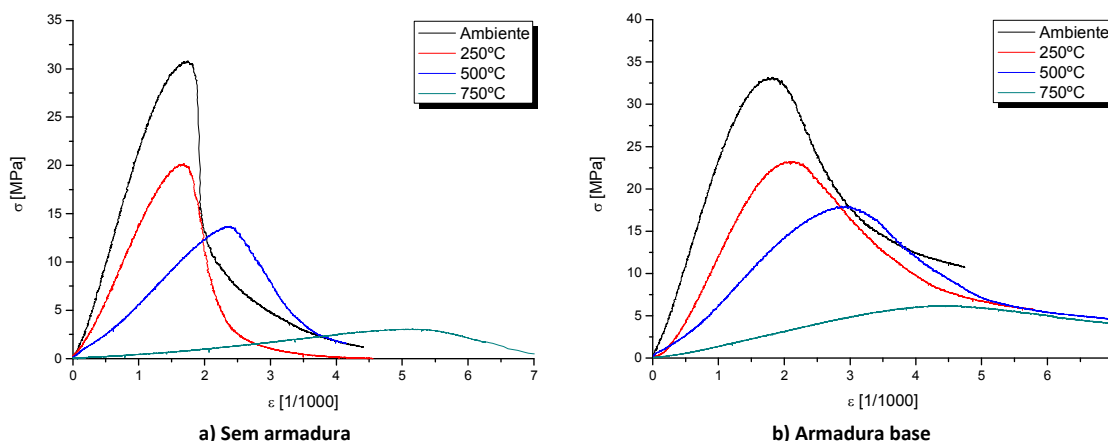 35
30
25
20
15
10
5
0
σ [MPa]
0 1 2 3 4 5 6 7
ε [1/1000]
Ambiente
250ºC
500ºC
750ºC
a) Sem armadura
40
35
30
25
20
15
10
5
0
σ [MPa]
0 1 2 3 4 5 6
ε [1/1000]
Ambiente
250ºC
500ºC
750ºC
b) Armadura base